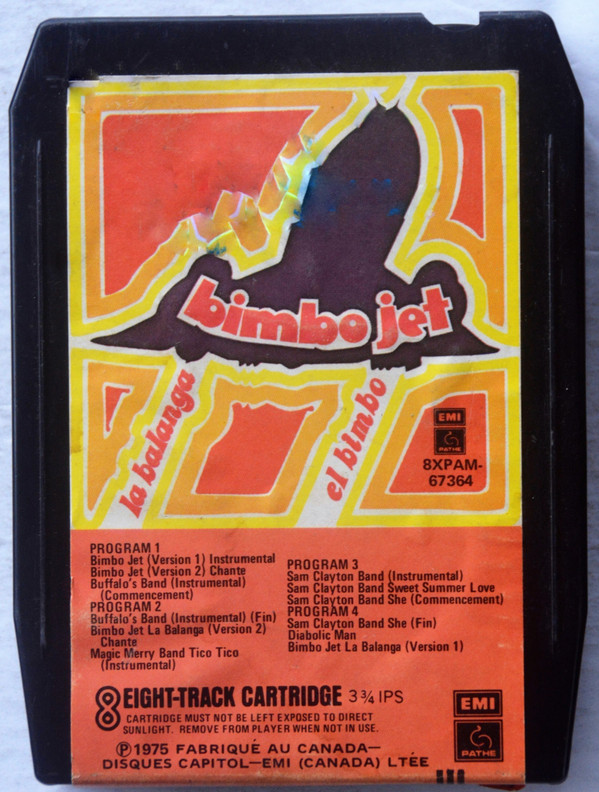 bimbo jet
la balanga
el bimbo
EMI
PATHE
8XPAM-
67364
PROGRAM 1
Bimbo Jet (Version 1) Instrumental
Bimbo Jet (Version 2) Chante
Buffalo's Band (Instrumental)
(Commencement)
PROGRAM 2
Buffalo's Band (Instrumental) (Fin)
Bimbo Jet La Balanga (Version 2)
Chante
Magic Merry Band Tico Tico
(Instrumental)
PROGRAM 3
Sam Clayton Band (Instrumental)
Sam Clayton Band Sweet Summer Love
Sam Clayton Band She (Commencement)
PROGRAM 4
Sam Clayton Band She (Fin)
Diabolic Man
Bimbo Jet La Balanga (Version 1)
8 EIGHT-TRACK CARTRIDGE 3 3/4 IPS
CARTRIDGE MUST NOT BE LEFT EXPOSED TO DIRECT
SUNLIGHT. REMOVE FROM PLAYER WHEN NOT IN USE.
℗ 1975 FABRIQUÉ AU CANADA—
DISQUES CAPITOL-EMI (CANADA) LTÉE
EMI
PATHE